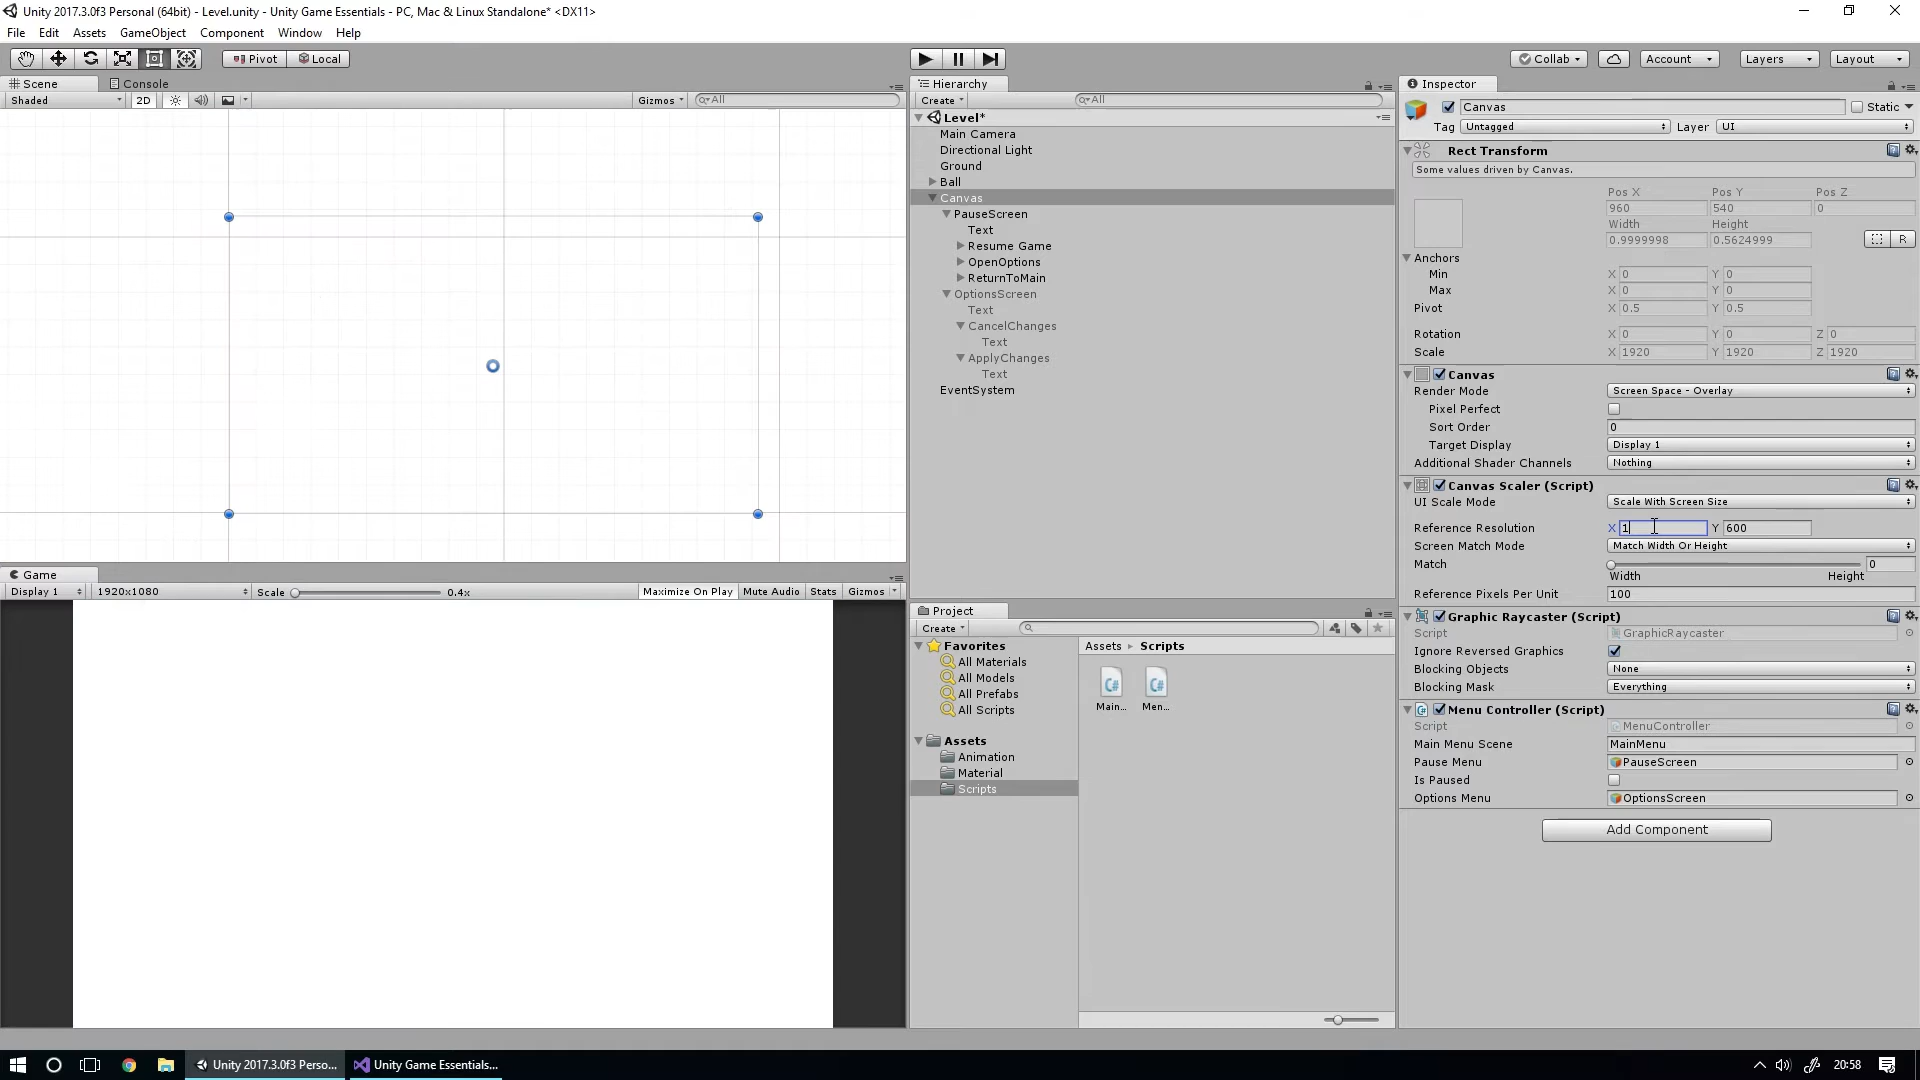 Unity 2017.3.0f3 Personal (64bit) - Level.unity - Unity Game Essentials - PC, Mac & Linux Standalone* <DX11>
File Edit Assets GameObject Component Window Help
Pivot Local
Collab Account Layers Layout
Scene Console
Shaded 2D Gizmos All
Hierarchy
Create All
Level*
Main Camera
Directional Light
Ground
Ball
Canvas
PauseScreen
Text
Resume Game
OpenOptions
ReturnToMain
OptionsScreen
Text
CancelChanges
Text
ApplyChanges
Text
EventSystem
Inspector
Canvas Static
Tag Untagged Layer UI
Rect Transform
Some values driven by Canvas.
Pos X Pos Y Pos Z
960 540 0
Width Height
0.9999998 0.5624999 R
Anchors
Min X 0 Y 0
Max X 0 Y 0
Pivot X 0.5 Y 0.5
Rotation X 0 Y 0 Z 0
Scale X 1920 Y 1920 Z 1920
Canvas
Render Mode Screen Space - Overlay
Pixel Perfect
Sort Order 0
Target Display Display 1
Additional Shader Channels Nothing
Canvas Scaler (Script)
UI Scale Mode Scale With Screen Size
Reference Resolution X 1 Y 600
Screen Match Mode Match Width Or Height
Match 0
Width Height
Reference Pixels Per Unit 100
Graphic Raycaster (Script)
Script GraphicRaycaster
Ignore Reversed Graphics
Blocking Objects None
Blocking Mask Everything
Menu Controller (Script)
Script MenuController
Main Menu Scene MainMenu
Pause Menu PauseScreen
Is Paused
Options Menu OptionsScreen
Add Component
Game
Display 1 1920x1080 Scale 0.4x Maximize On Play Mute Audio Stats Gizmos
Project
Create
Favorites
All Materials
All Models
All Prefabs
All Scripts
Assets
Animation
Material
Scripts
Assets Scripts
C# C#
Main... Men...
Unity 2017.3.0f3 Perso... Unity Game Essentials... 20:58